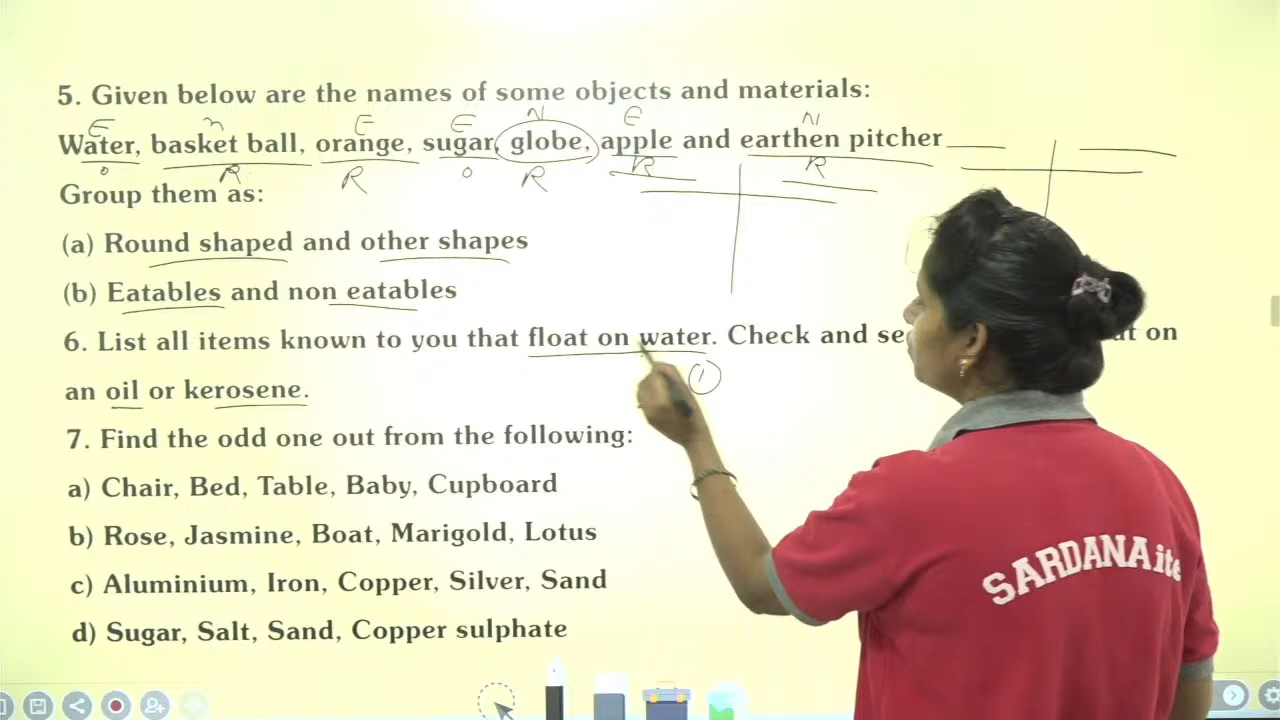 5. Given below are the names of some objects and materials:
E n E E N E N
Water, basket ball, orange, sugar, globe, apple and earthen pitcher
o R R o R R R
Group them as:
(a) Round shaped and other shapes
(b) Eatables and non eatables
6. List all items known to you that float on water. Check and se on
an oil or kerosene.
1
7. Find the odd one out from the following:
a) Chair, Bed, Table, Baby, Cupboard
b) Rose, Jasmine, Boat, Marigold, Lotus
c) Aluminium, Iron, Copper, Silver, Sand
d) Sugar, Salt, Sand, Copper sulphate
SARDANA